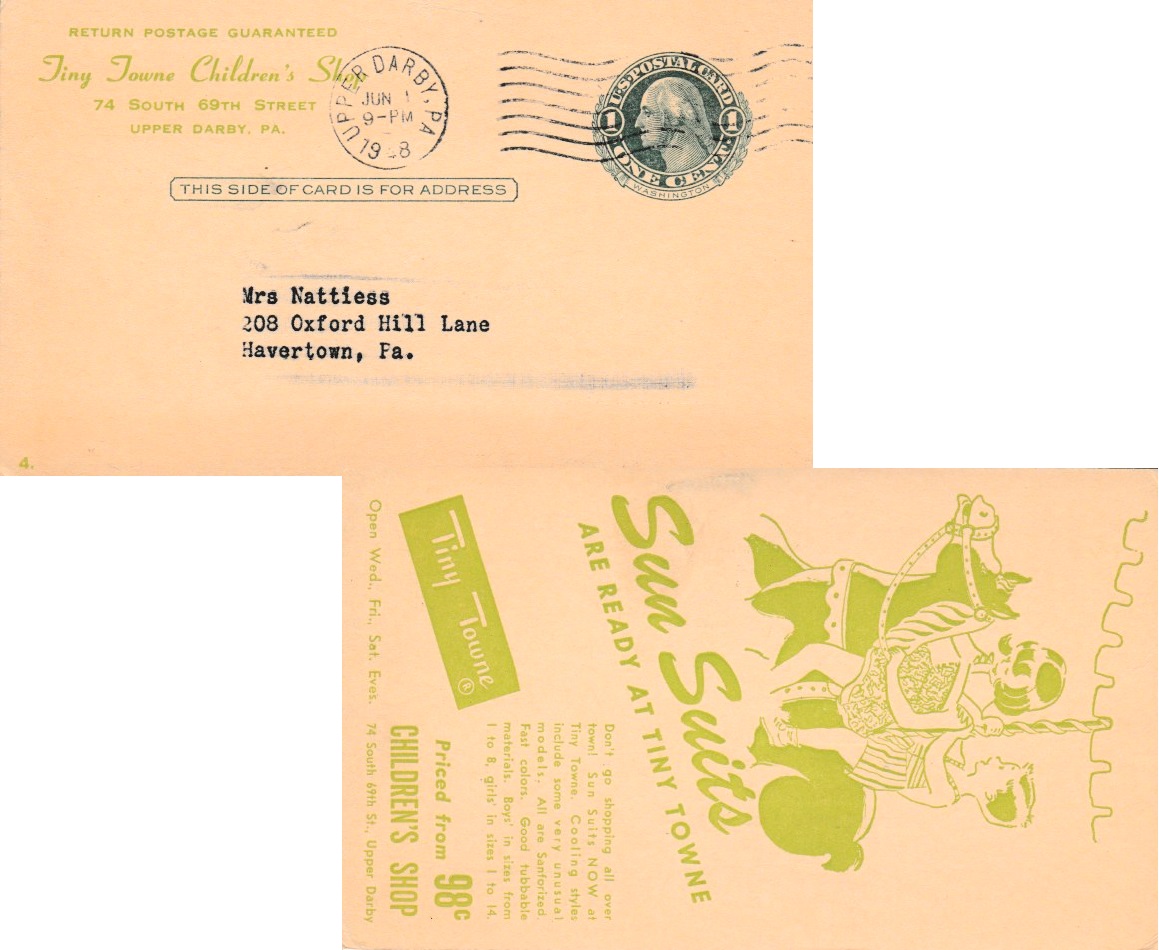 RETURN POSTAGE GUARANTEED
Tiny Towne Children's Shop
74 SOUTH 69TH STREET
UPPER DARBY, PA.
UPPER DARBY, PA
JUN 1
9-PM
19 8
U.S. POSTAL CARD
1 1
ONE CENT
WASHINGTON
THIS SIDE OF CARD IS FOR ADDRESS
Mrs Nattiess
208 Oxford Hill Lane
Havertown, Pa.
4.
Sun Suits
ARE READY AT TINY TOWNE
Don't go shopping all over
town! Sun Suits NOW at
Tiny Towne. Cooling styles
include some very unusual
models. All are Sanforized.
Fast colors. Good tubbable
materials. Boys' in sizes from
1 to 8, girls' in sizes 1 to 14.
Tiny Towne ®
Priced from 98c
CHILDREN'S SHOP
Open Wed., Fri., Sat. Eves. 74 South 69th St., Upper Darby